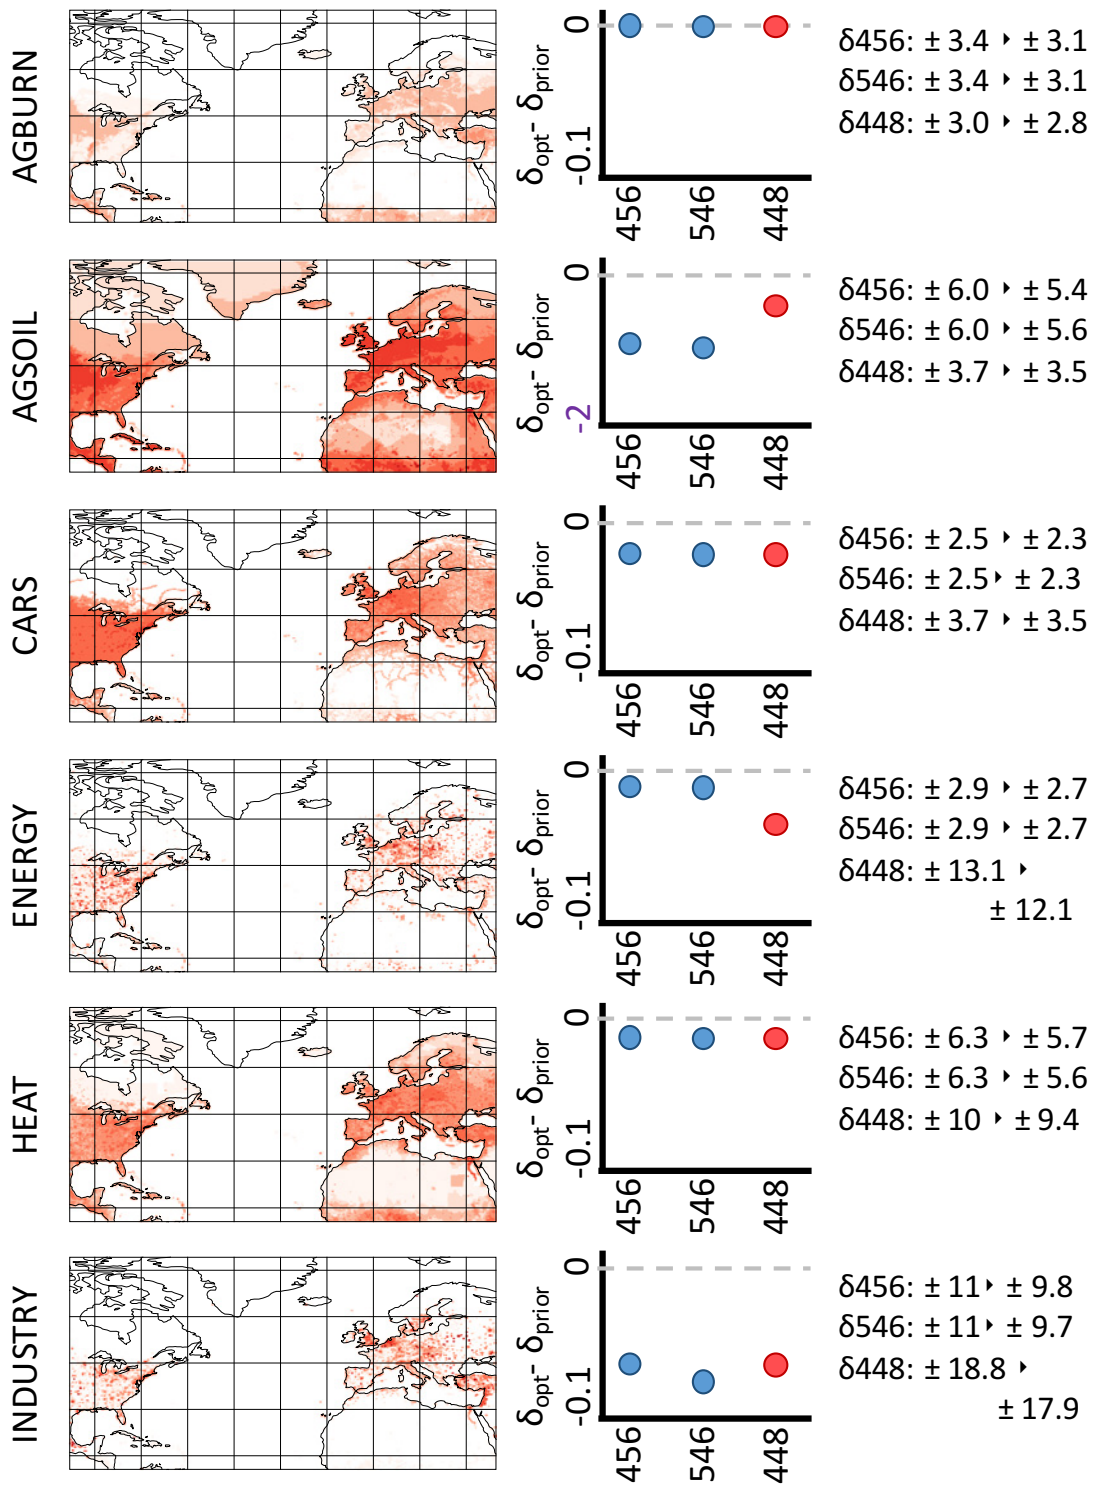 AGBURN
δopt- δprior
0
-0.1
456
546
448
δ456: ± 3.4 ‣ ± 3.1
δ546: ± 3.4 ‣ ± 3.1
δ448: ± 3.0 ‣ ± 2.8
AGSOIL
δopt- δprior
0
-2
456
546
448
δ456: ± 6.0 ‣ ± 5.4
δ546: ± 6.0 ‣ ± 5.6
δ448: ± 3.7 ‣ ± 3.5
CARS
δopt- δprior
0
-0.1
456
546
448
δ456: ± 2.5 ‣ ± 2.3
δ546: ± 2.5‣ ± 2.3
δ448: ± 3.7 ‣ ± 3.5
ENERGY
δopt- δprior
0
-0.1
456
546
448
δ456: ± 2.9 ‣ ± 2.7
δ546: ± 2.9 ‣ ± 2.7
δ448: ± 13.1 ‣
± 12.1
HEAT
δopt- δprior
0
-0.1
456
546
448
δ456: ± 6.3 ‣ ± 5.7
δ546: ± 6.3 ‣ ± 5.6
δ448: ± 10 ‣ ± 9.4
INDUSTRY
δopt- δprior
0
-0.1
456
546
448
δ456: ± 11‣ ± 9.8
δ546: ± 11‣ ± 9.7
δ448: ± 18.8 ‣
± 17.9